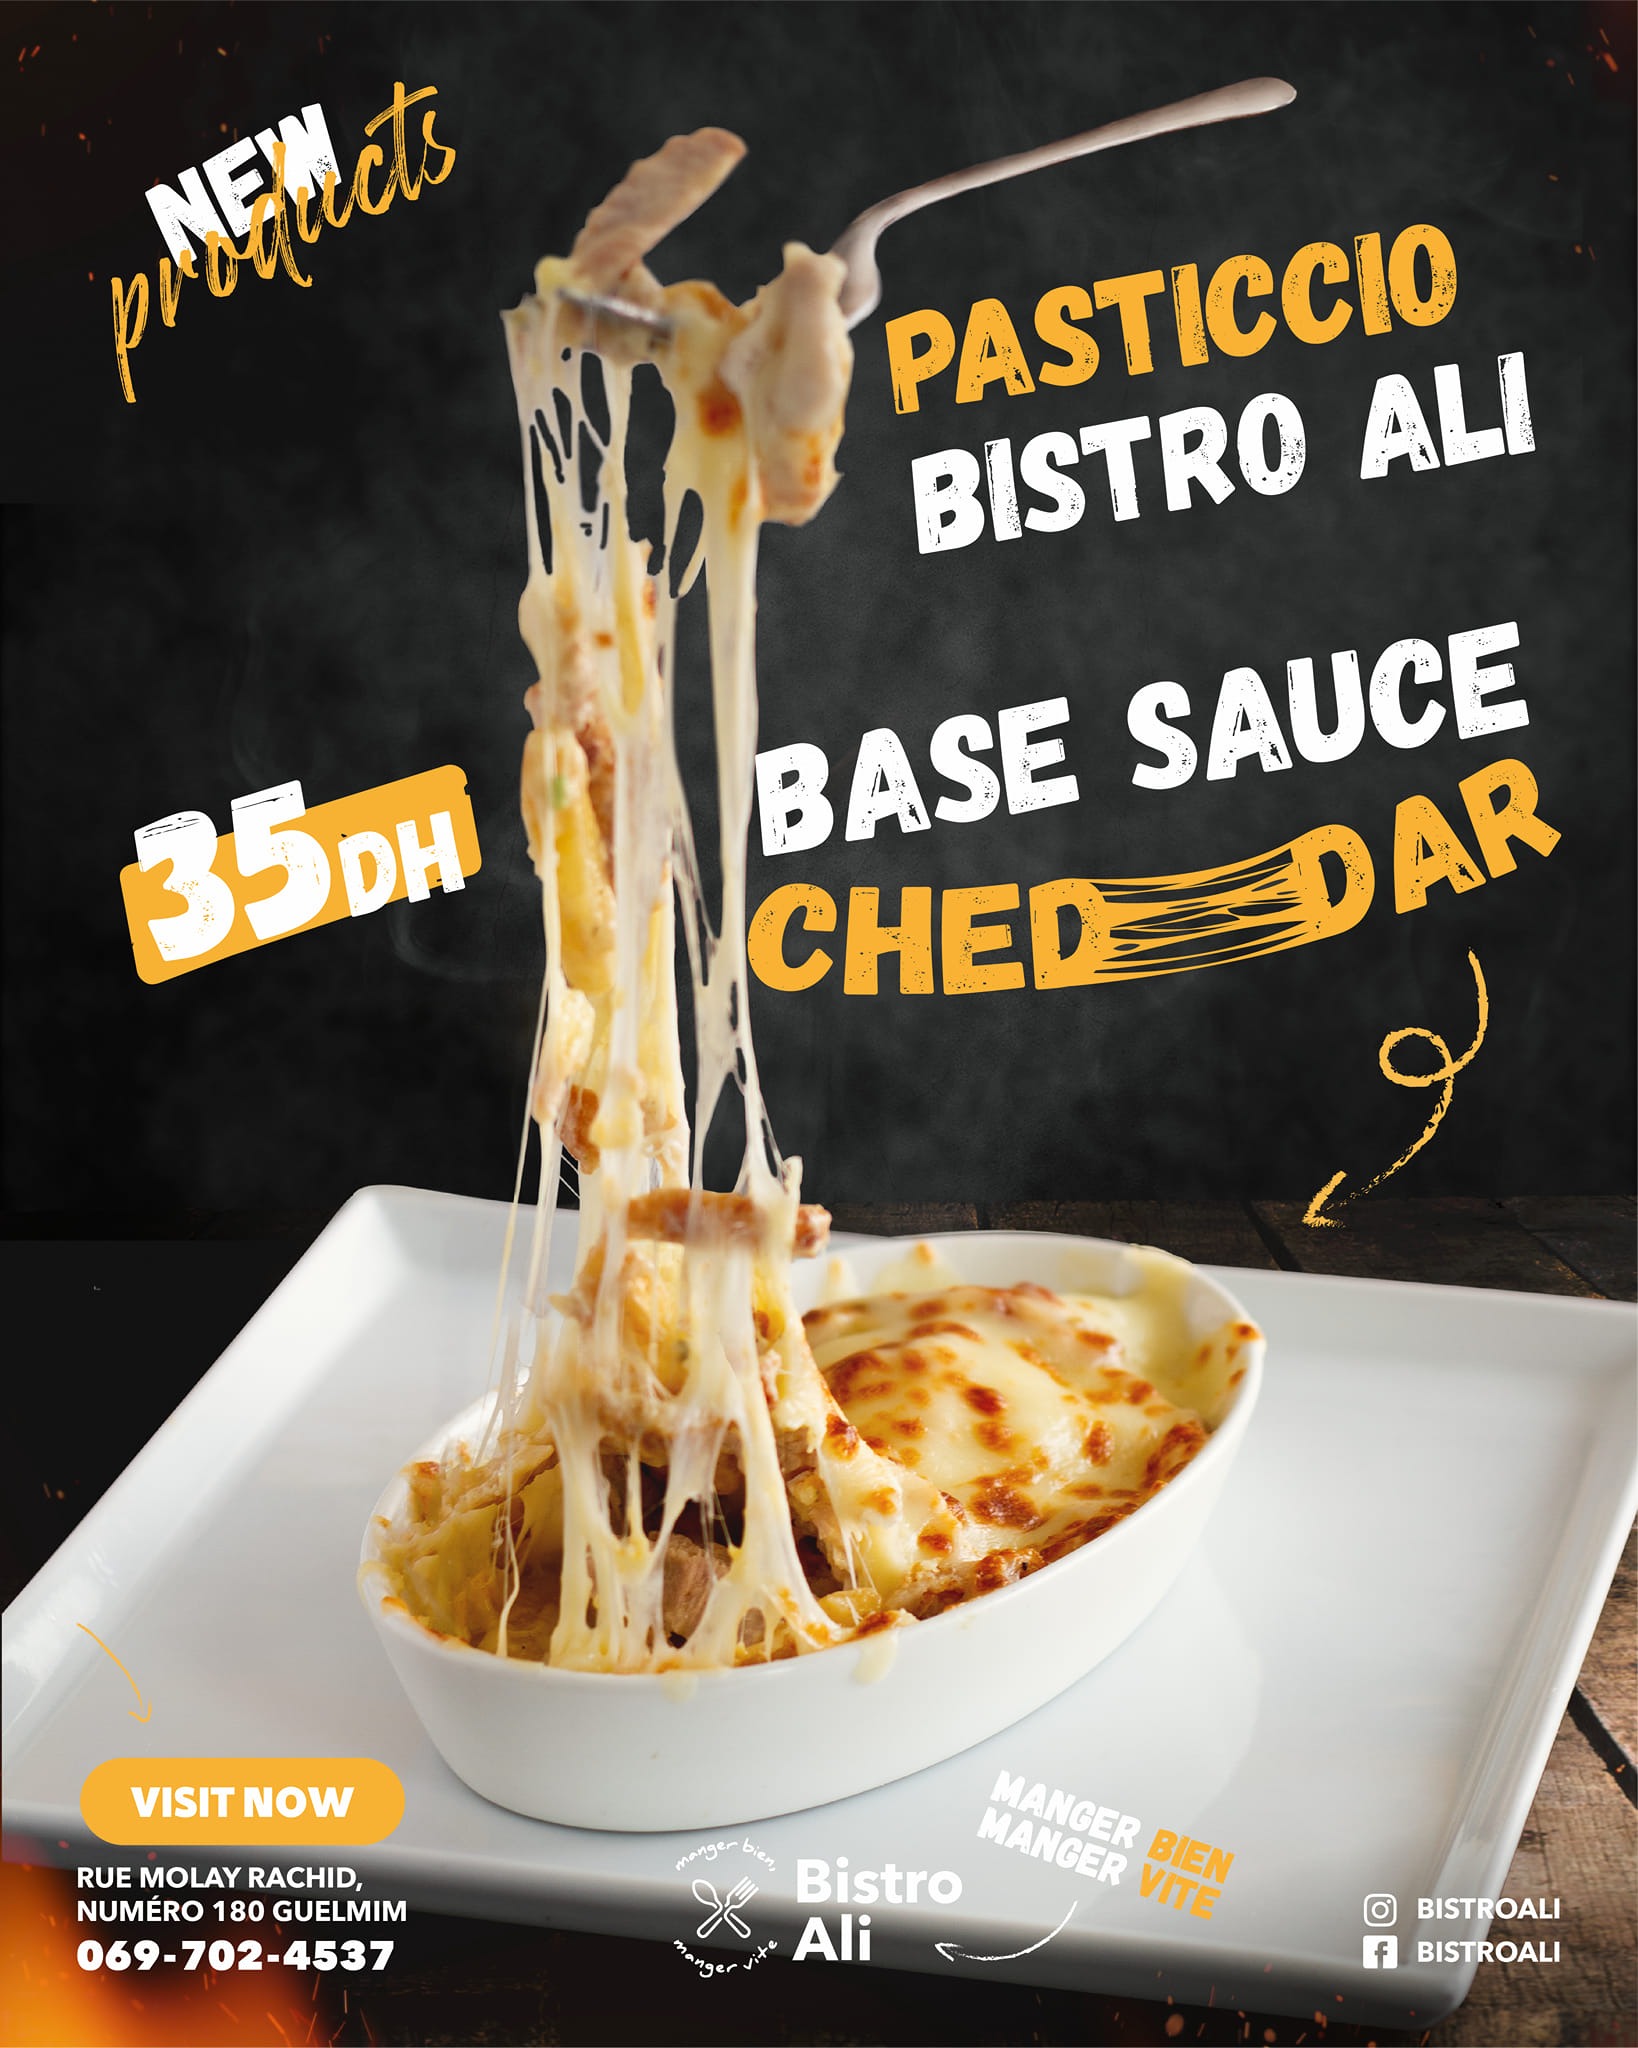 NEW
products
PASTICCIO
BISTRO ALI
BASE SAUCE
CHEDDAR
35DH
VISIT NOW
RUE MOLAY RACHID,
NUMÉRO 180 GUELMIM
069-702-4537
manger bien,
manger vite
Bistro
Ali
MANGER BIEN
MANGER VITE
BISTROALI
BISTROALI